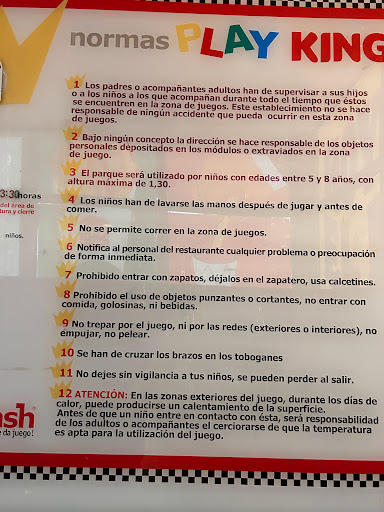 normas PLAY KING
1 Los padres o acompañantes adultos han de supervisar a sus hijos
o a los niños a los que acompañan durante todo el tiempo que éstos
se encuentren en la zona de juegos. Este establecimiento no se hace
responsable de ningún accidente que pueda ocurrir en esta zona
de juegos.
2 Bajo ningún concepto la dirección se hace responsable de los objetos
personales depositados en los módulos o extraviados en la zona
de juego.
3 El parque será utilizado por niños con edades entre 5 y 8 años, con
altura máxima de 1,30.
3:30 horas
del área de
tura y cierre
niños.
4 Los niños han de lavarse las manos después de jugar y antes de
comer.
5 No se permite correr en la zona de juegos.
6 Notifica al personal del restaurante cualquier problema o preocupación
de forma inmediata.
7 Prohibido entrar con zapatos, déjalos en el zapatero, usa calcetines.
8 Prohibido el uso de objetos punzantes o cortantes, no entrar con
comida, golosinas, ni bebidas.
9 No trepar por el juego, ni por las redes (exteriores o interiores), no
empujar, no pelear.
10 Se han de cruzar los brazos en los toboganes
11 No dejes sin vigilancia a tus niños, se pueden perder al salir.
12 ATENCIÓN: En las zonas exteriores del juego, durante los días de
calor, puede producirse un calentamiento de la superficie.
Antes de que un niño entre en contacto con ésta, será responsabilidad
de los adultos o acompañantes el cerciorarse de que la temperatura
es apta para la utilización del juego.
ash®
e da juego!